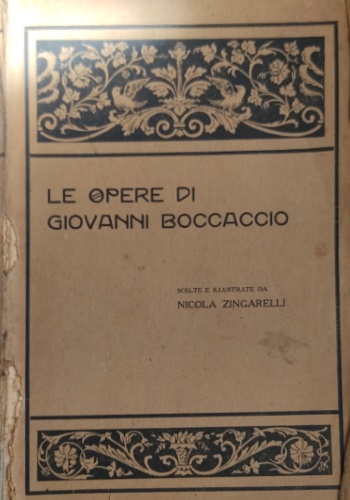 LE OPERE DI
GIOVANNI BOCCACCIO
SCELTE E ILLUSTRATE DA
NICOLA ZINGARELLI